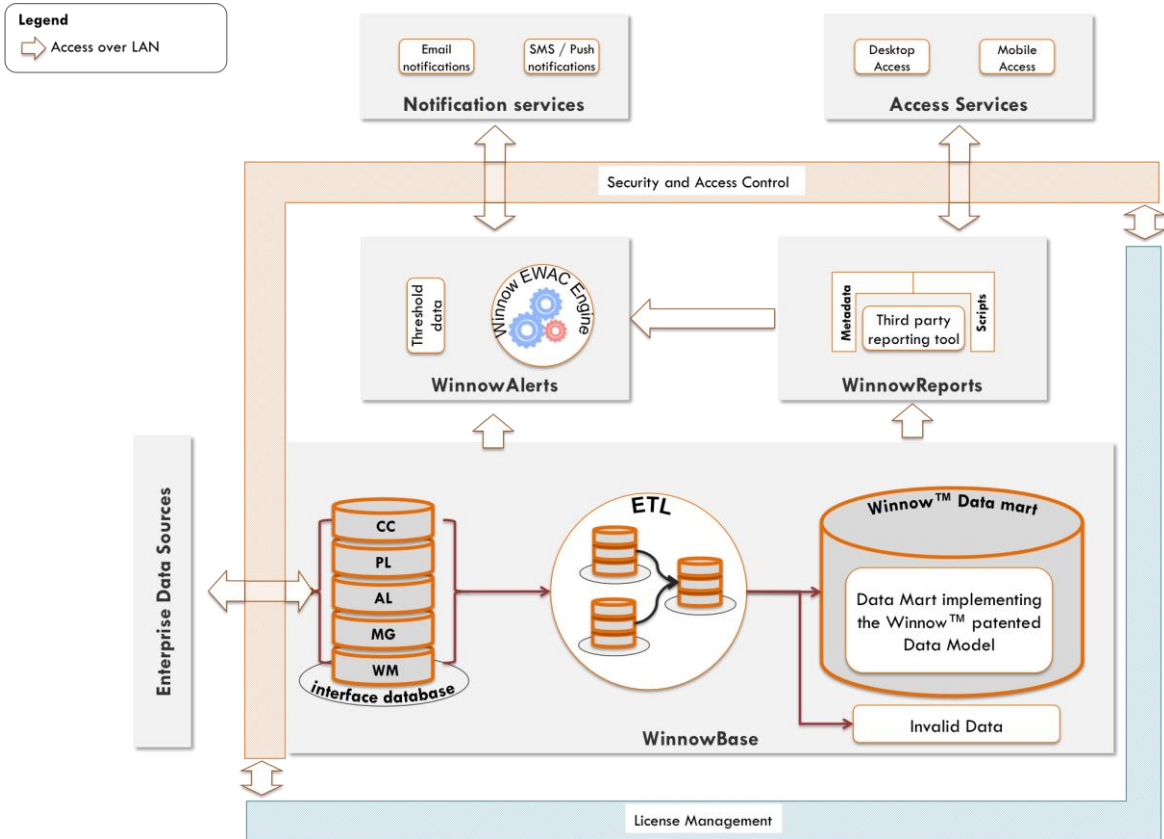 Legend
Access over LAN
Email
notifications
SMS / Push
notifications
Notification services
Desktop
Access
Mobile
Access
Access Services
Security and Access Control
Threshold
data
Winnow EWAC Engine
WinnowAlerts
Metadata
Third party
reporting tool
Scripts
WinnowReports
Enterprise Data Sources
CC
PL
AL
MG
WM
interface database
ETL
Winnow™ Data mart
Data Mart implementing
the Winnow™ patented
Data Model
Invalid Data
WinnowBase
License Management